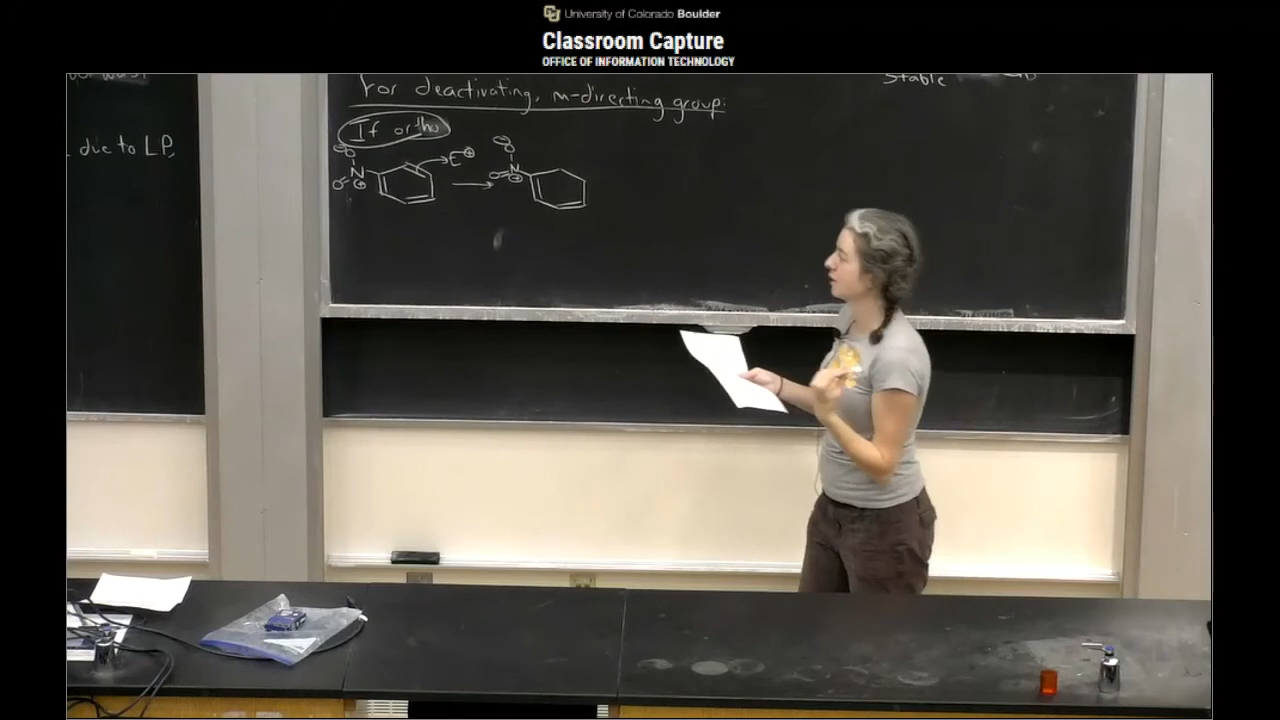 University of Colorado Boulder
Classroom Capture
OFFICE OF INFORMATION TECHNOLOGY
due to LP,
For deactivating, m-directing group:
Stable
If ortho
⊖O
N
O
⊕
E⊕
⊖O
N
O
⊕